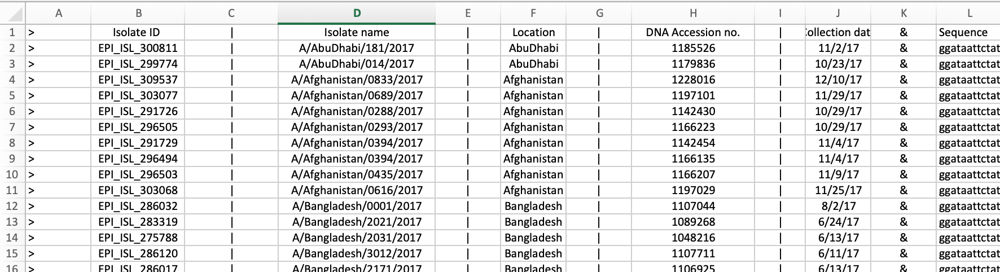 A B C D E F G H I J K L
1 > Isolate ID | Isolate name | Location | DNA Accession no. | Collection dat & Sequence
2 > EPI_ISL_300811 | A/AbuDhabi/181/2017 | AbuDhabi | 1185526 | 11/2/17 & ggataattctat
3 > EPI_ISL_299774 | A/AbuDhabi/014/2017 | AbuDhabi | 1179836 | 10/23/17 & ggataattctat
4 > EPI_ISL_309537 | A/Afghanistan/0833/2017 | Afghanistan | 1228016 | 12/10/17 & ggataattctat
5 > EPI_ISL_303077 | A/Afghanistan/0689/2017 | Afghanistan | 1197101 | 11/29/17 & ggataattctat
6 > EPI_ISL_291726 | A/Afghanistan/0288/2017 | Afghanistan | 1142430 | 10/29/17 & ggataattctat
7 > EPI_ISL_296505 | A/Afghanistan/0293/2017 | Afghanistan | 1166223 | 10/29/17 & ggataattctat
8 > EPI_ISL_291729 | A/Afghanistan/0394/2017 | Afghanistan | 1142454 | 11/4/17 & ggataattctat
9 > EPI_ISL_296494 | A/Afghanistan/0394/2017 | Afghanistan | 1166135 | 11/4/17 & ggataattctat
10 > EPI_ISL_296503 | A/Afghanistan/0435/2017 | Afghanistan | 1166207 | 11/9/17 & ggataattctat
11 > EPI_ISL_303068 | A/Afghanistan/0616/2017 | Afghanistan | 1197029 | 11/25/17 & ggataattctat
12 > EPI_ISL_286032 | A/Bangladesh/0001/2017 | Bangladesh | 1107044 | 8/2/17 & ggataattctat
13 > EPI_ISL_283319 | A/Bangladesh/2021/2017 | Bangladesh | 1089268 | 6/24/17 & ggataattctat
14 > EPI_ISL_275788 | A/Bangladesh/2031/2017 | Bangladesh | 1048216 | 6/13/17 & ggataattctat
15 > EPI_ISL_286120 | A/Bangladesh/3012/2017 | Bangladesh | 1107711 | 6/11/17 & ggataattctat
16 > EPI_ISL_286017 | A/Bangladesh/2171/2017 | Bangladesh | 1106925 | 6/13/17 & ggataattctat